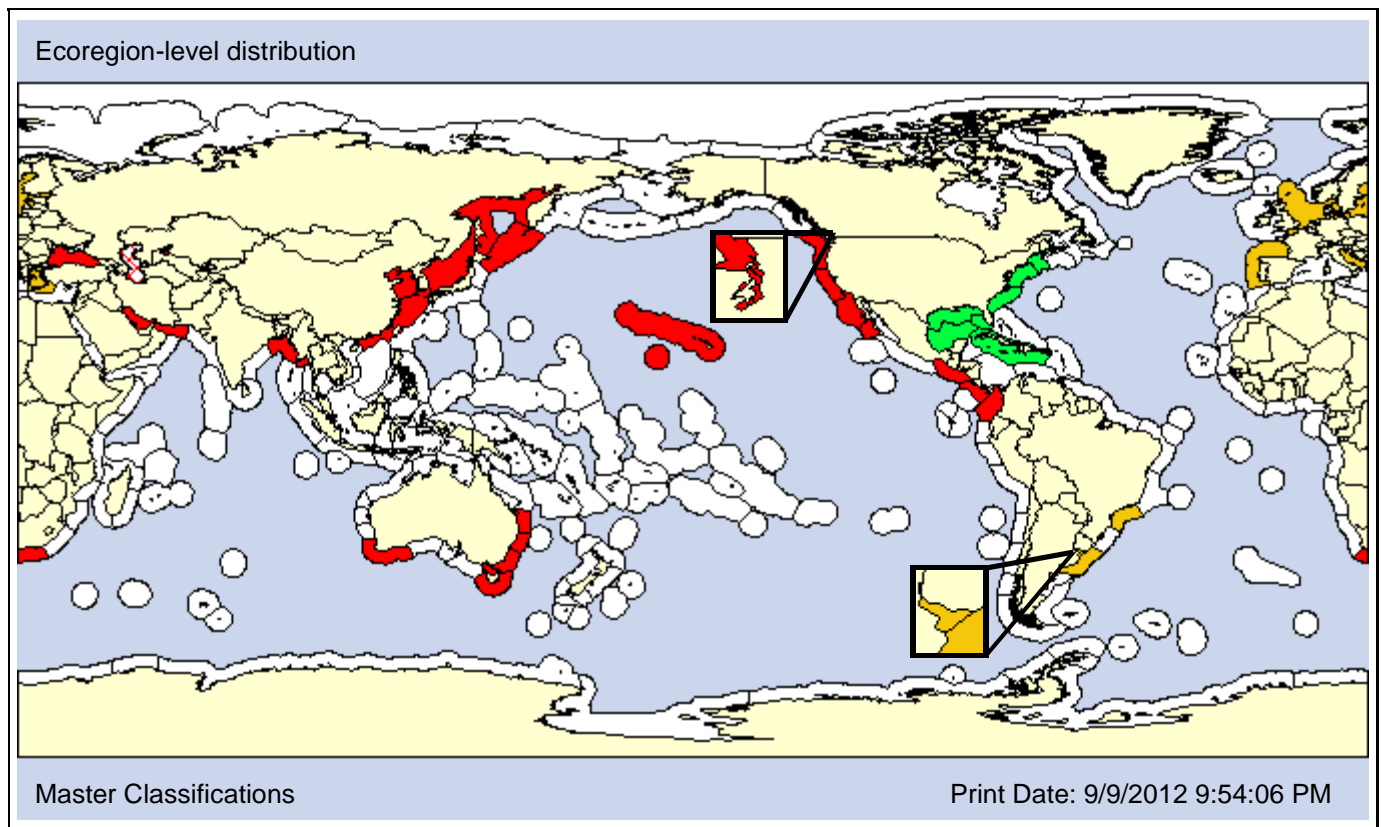 Ecoregion-level distribution
Master Classifications
Print Date: 9/9/2012 9:54:06 PM